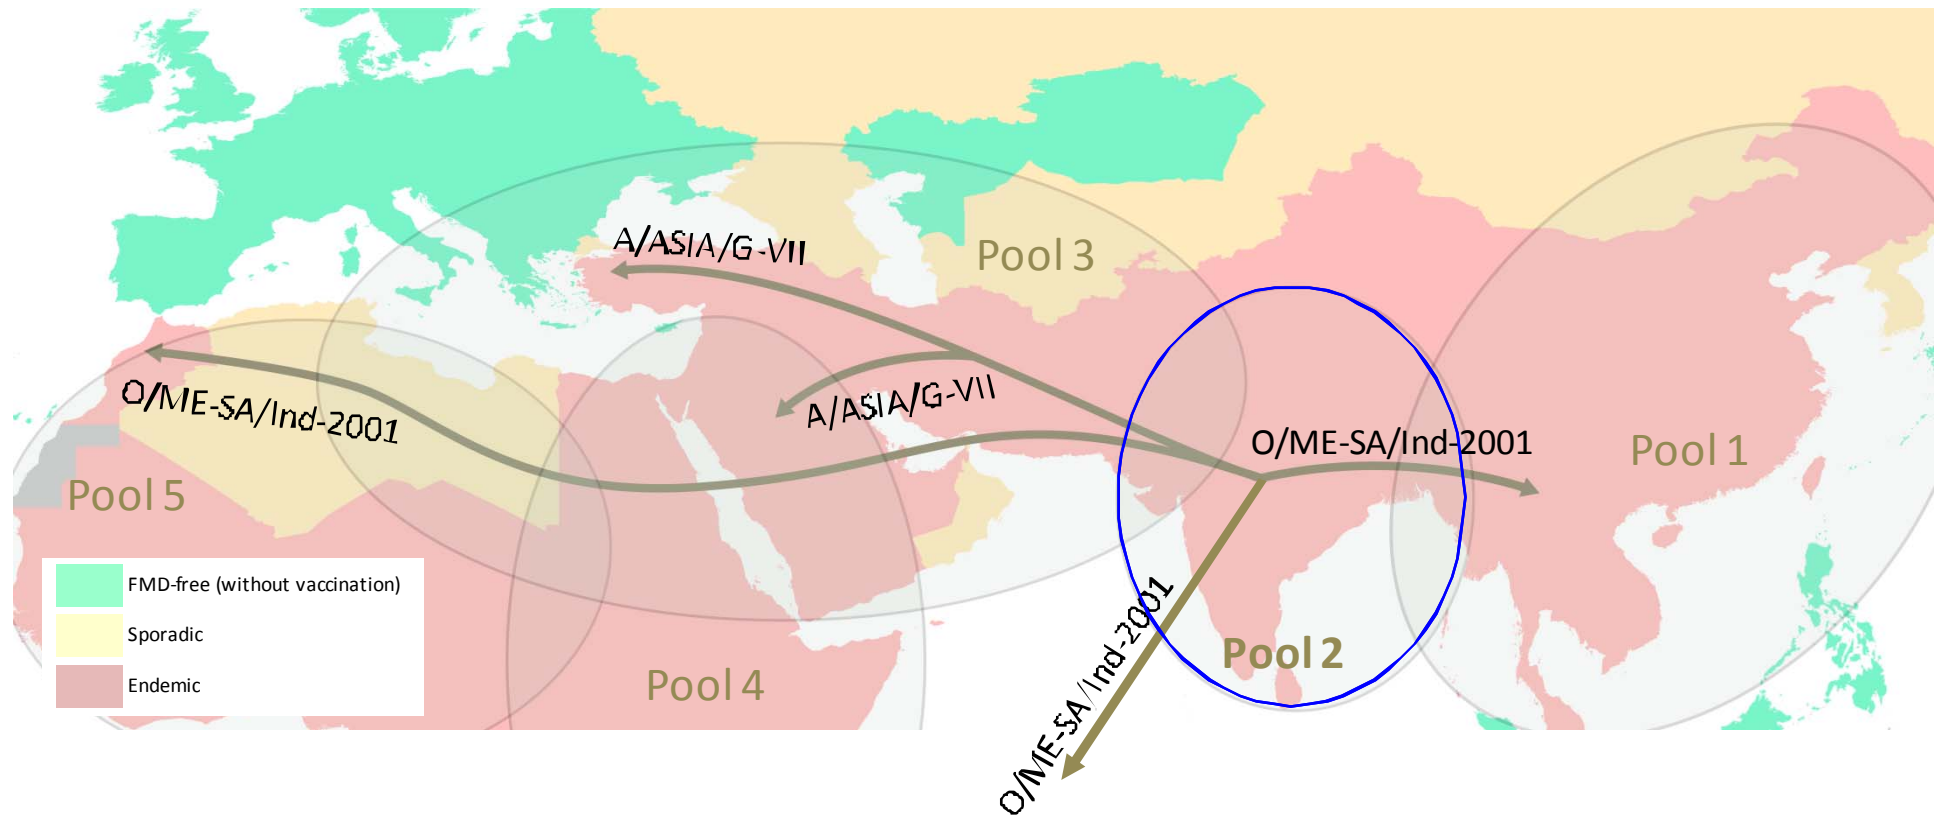 A/ASIA/G-VII
Pool 3
O/ME-SA/Ind-2001
A/ASIA/G-VII
O/ME-SA/Ind-2001
Pool 1
Pool 5
FMD-free (without vaccination)
Sporadic
Endemic
Pool 4
Pool 2
O/ME-SA/Ind-2001